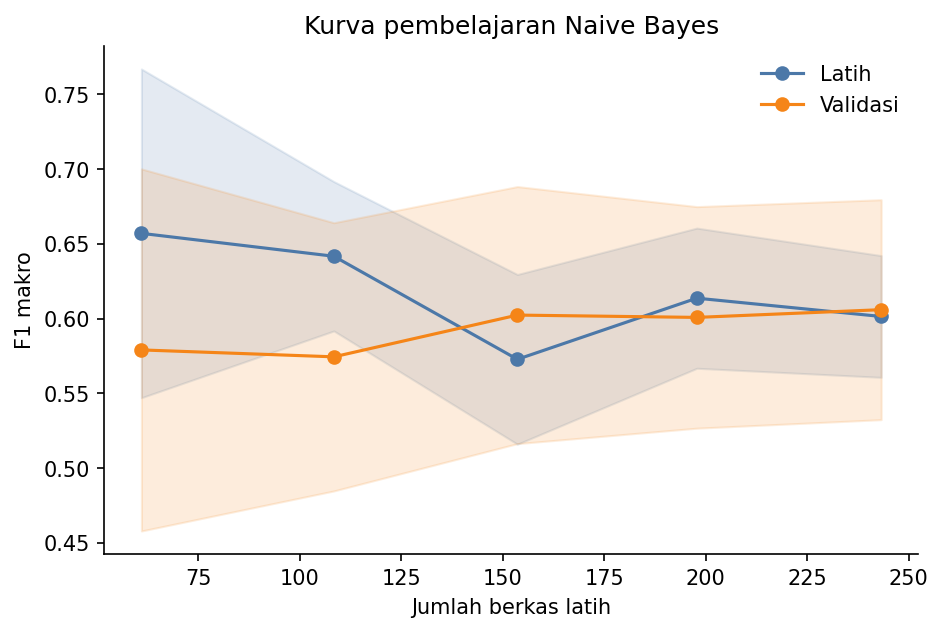 Kurva pembelajaran Naive Bayes
Latih
Validasi
F1 makro
0.75
0.70
0.65
0.60
0.55
0.50
0.45
75 100 125 150 175 200 225 250
Jumlah berkas latih